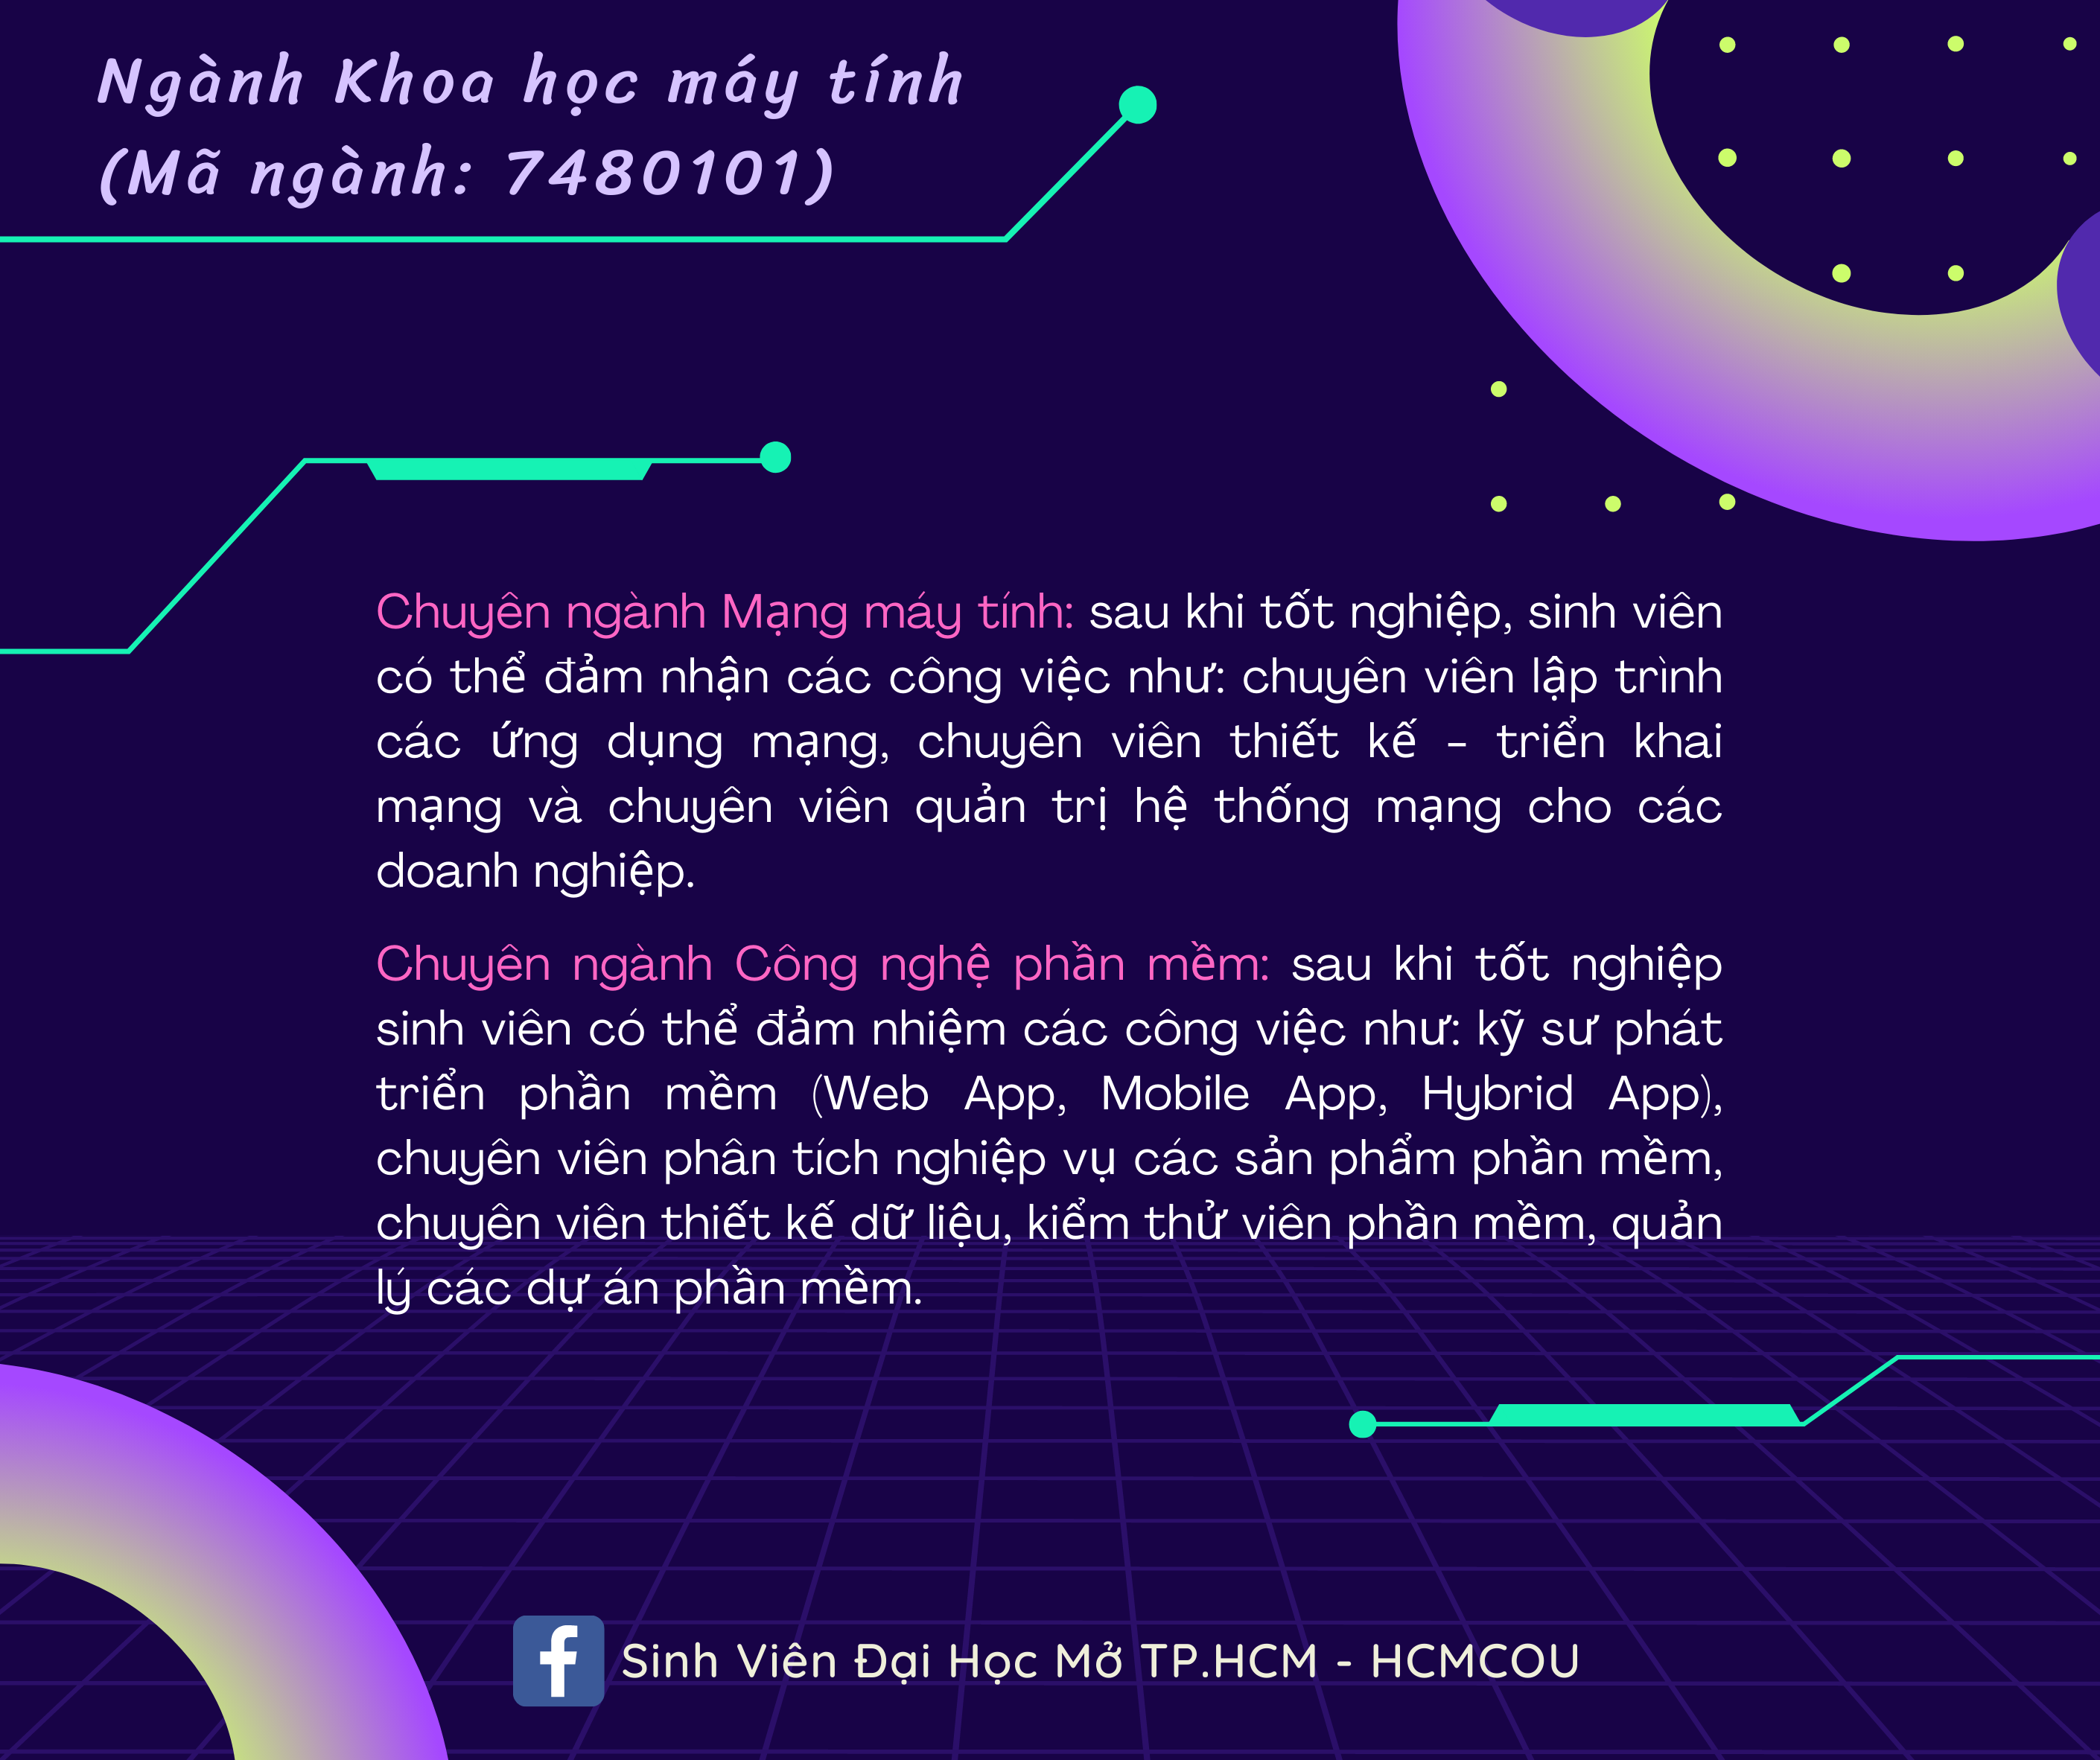 Ngành Khoa học máy tính
(Mã ngành: 7480101)
Chuyên ngành Mạng máy tính: sau khi tốt nghiệp, sinh viên
có thể đảm nhận các công việc như: chuyên viên lập trình
các ứng dụng mạng, chuyên viên thiết kế - triển khai
mạng và chuyên viên quản trị hệ thống mạng cho các
doanh nghiệp.
Chuyên ngành Công nghệ phần mềm: sau khi tốt nghiệp
sinh viên có thể đảm nhiệm các công việc như: kỹ sư phát
triển phần mềm (Web App, Mobile App, Hybrid App),
chuyên viên phân tích nghiệp vụ các sản phẩm phần mềm,
chuyên viên thiết kế dữ liệu, kiểm thử viên phần mềm, quản
lý các dự án phần mềm.
Sinh Viên Đại Học Mở TP.HCM - HCMCOU